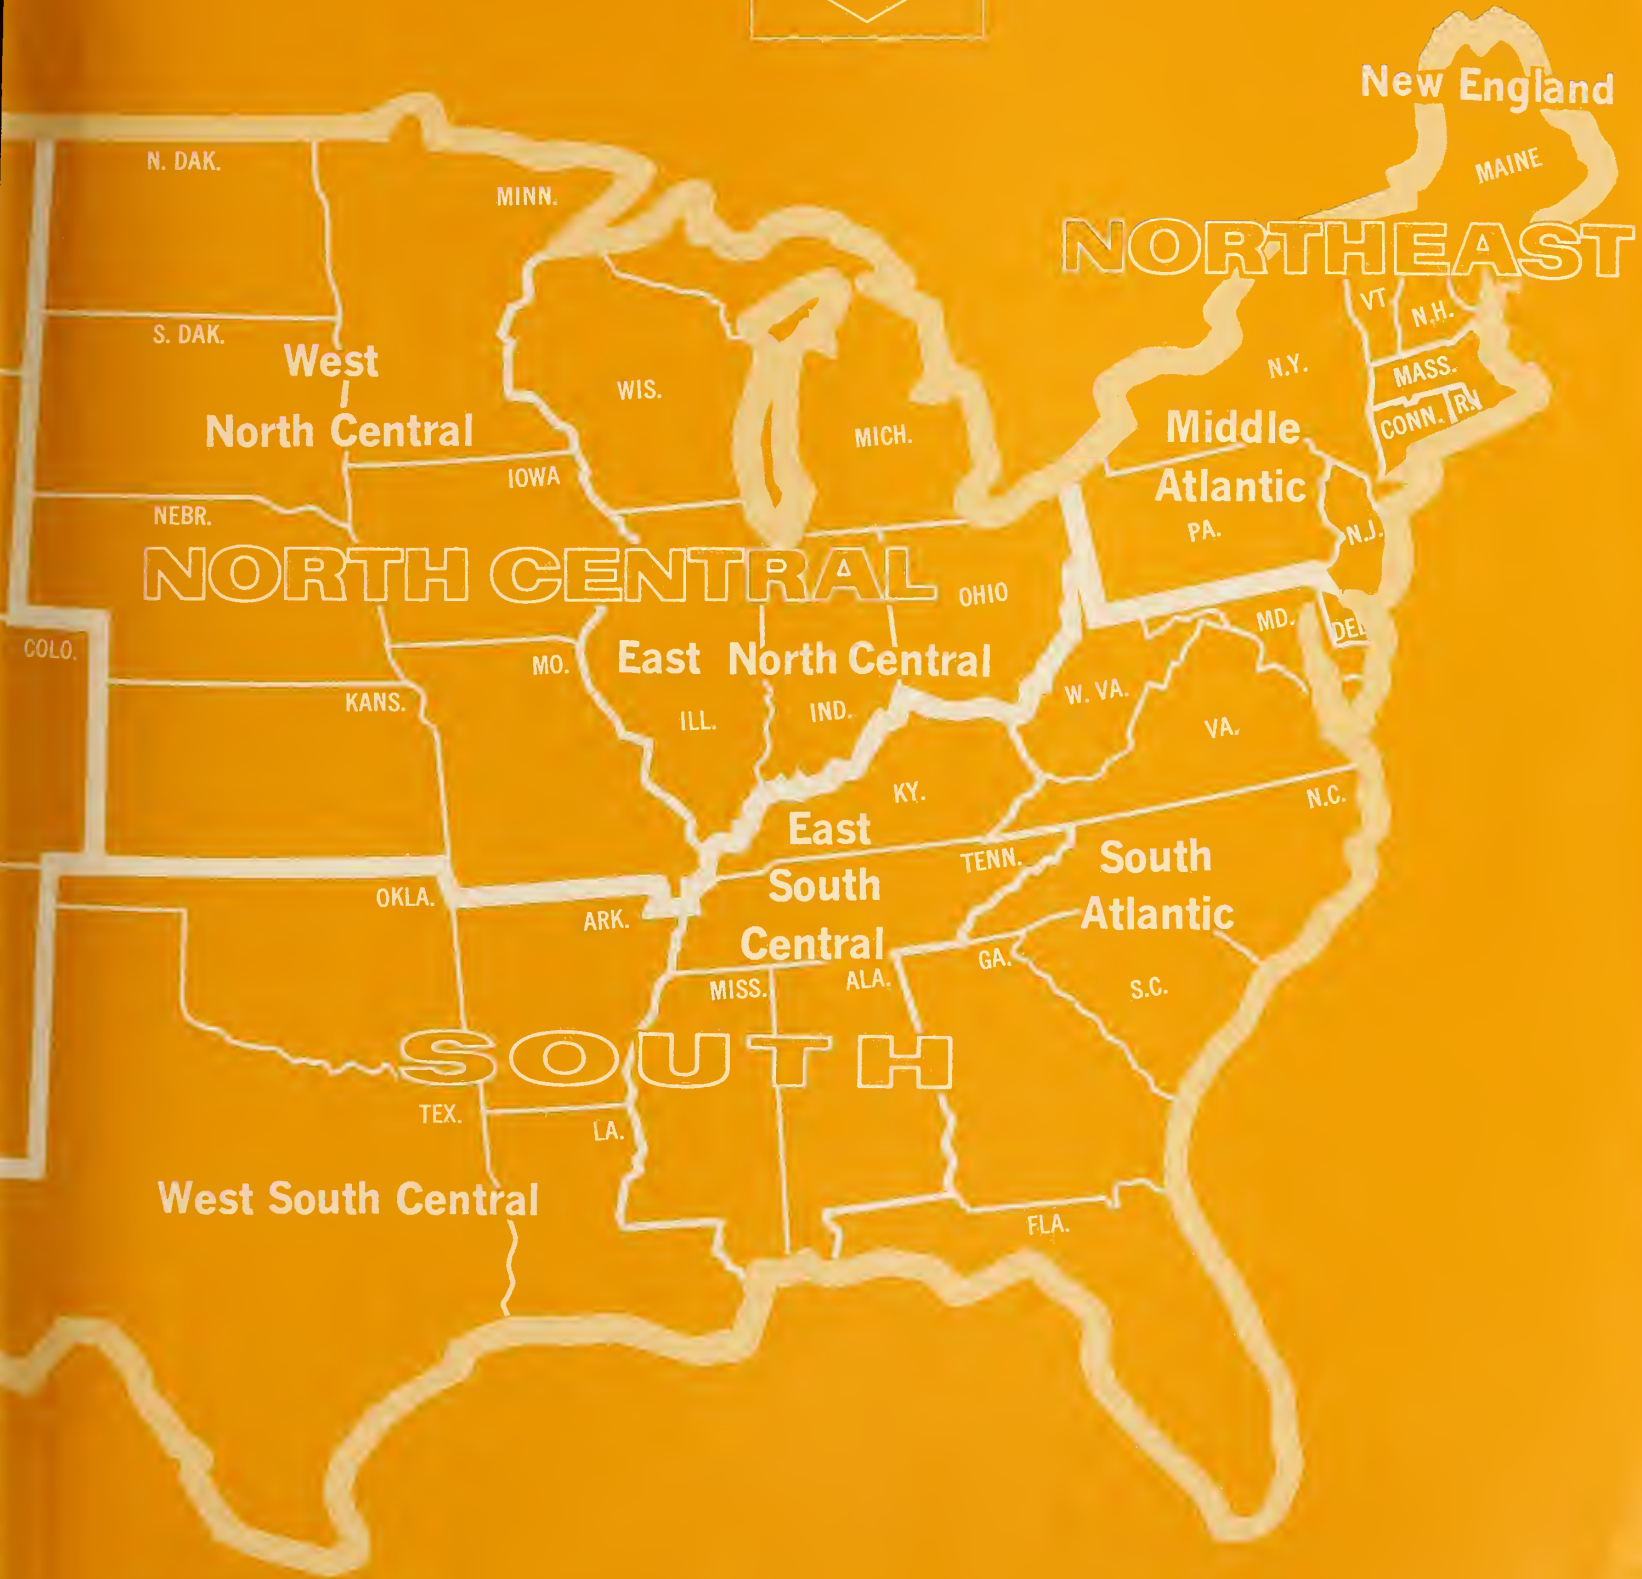 New England
MAINE
N. DAK.
MINN.
NORTHEAST
VT.
N.H.
S. DAK.
West
North Central
WIS.
MICH.
N.Y.
MASS.
CONN.
R.I.
Middle
Atlantic
PA.
N.J.
IOWA
NEBR.
NORTH CENTRAL
OHIO
MD.
DEL.
COLO.
MO.
East North Central
KANS.
ILL.
IND.
W. VA.
VA.
KY.
N.C.
East
South
Central
TENN.
South
Atlantic
OKLA.
ARK.
MISS.
ALA.
GA.
S.C.
SOUTH
TEX.
LA.
West South Central
FLA.